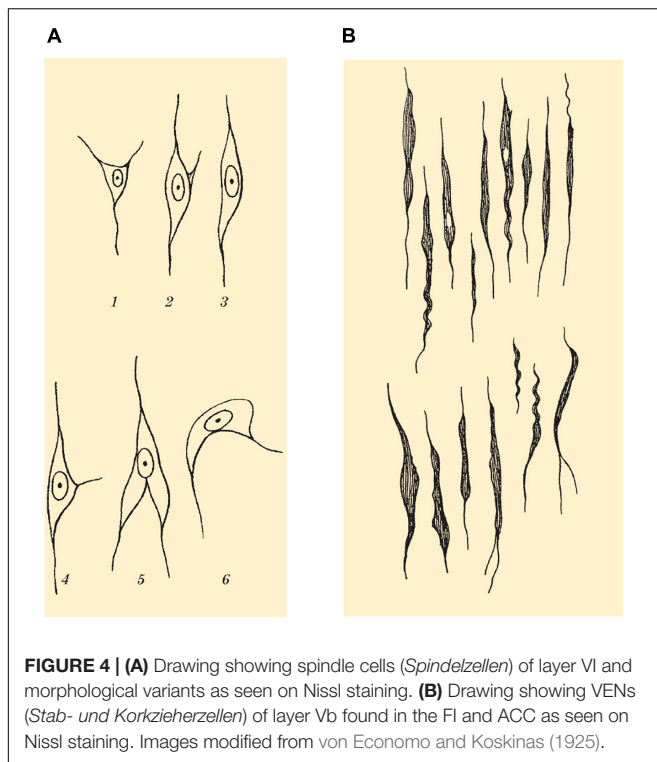 A
B
1
2
3
4
5
6
FIGURE 4 | (A) Drawing showing spindle cells (Spindelzellen) of layer VI and
morphological variants as seen on Nissl staining. (B) Drawing showing VENs
(Stab- und Korkzieherzellen) of layer Vb found in the FI and ACC as seen on
Nissl staining. Images modified from von Economo and Koskinas (1925).